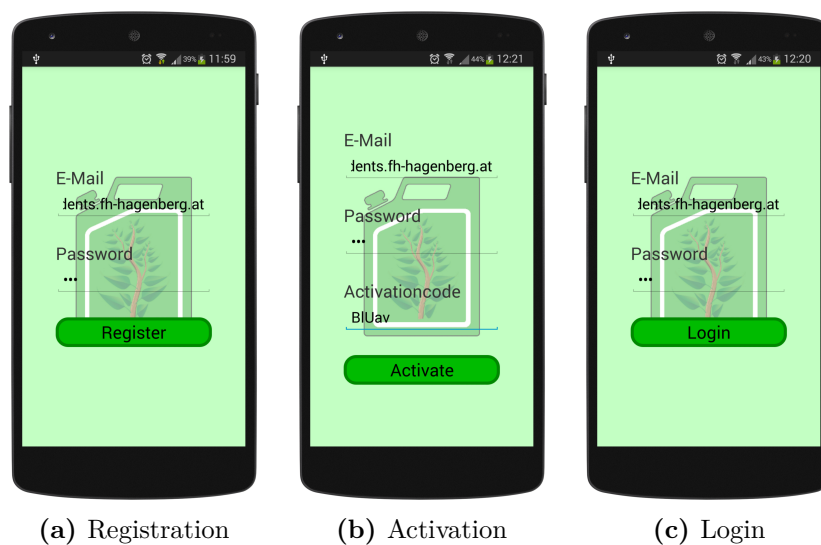 39% 11:59
E-Mail
dents.fh-hagenberg.at
Password
•••
Register
44% 12:21
E-Mail
dents.fh-hagenberg.at
Password
•••
Activationcode
BlUav
Activate
43% 12:20
E-Mail
dents.fh-hagenberg.at
Password
•••
Login
(a) Registration
(b) Activation
(c) Login